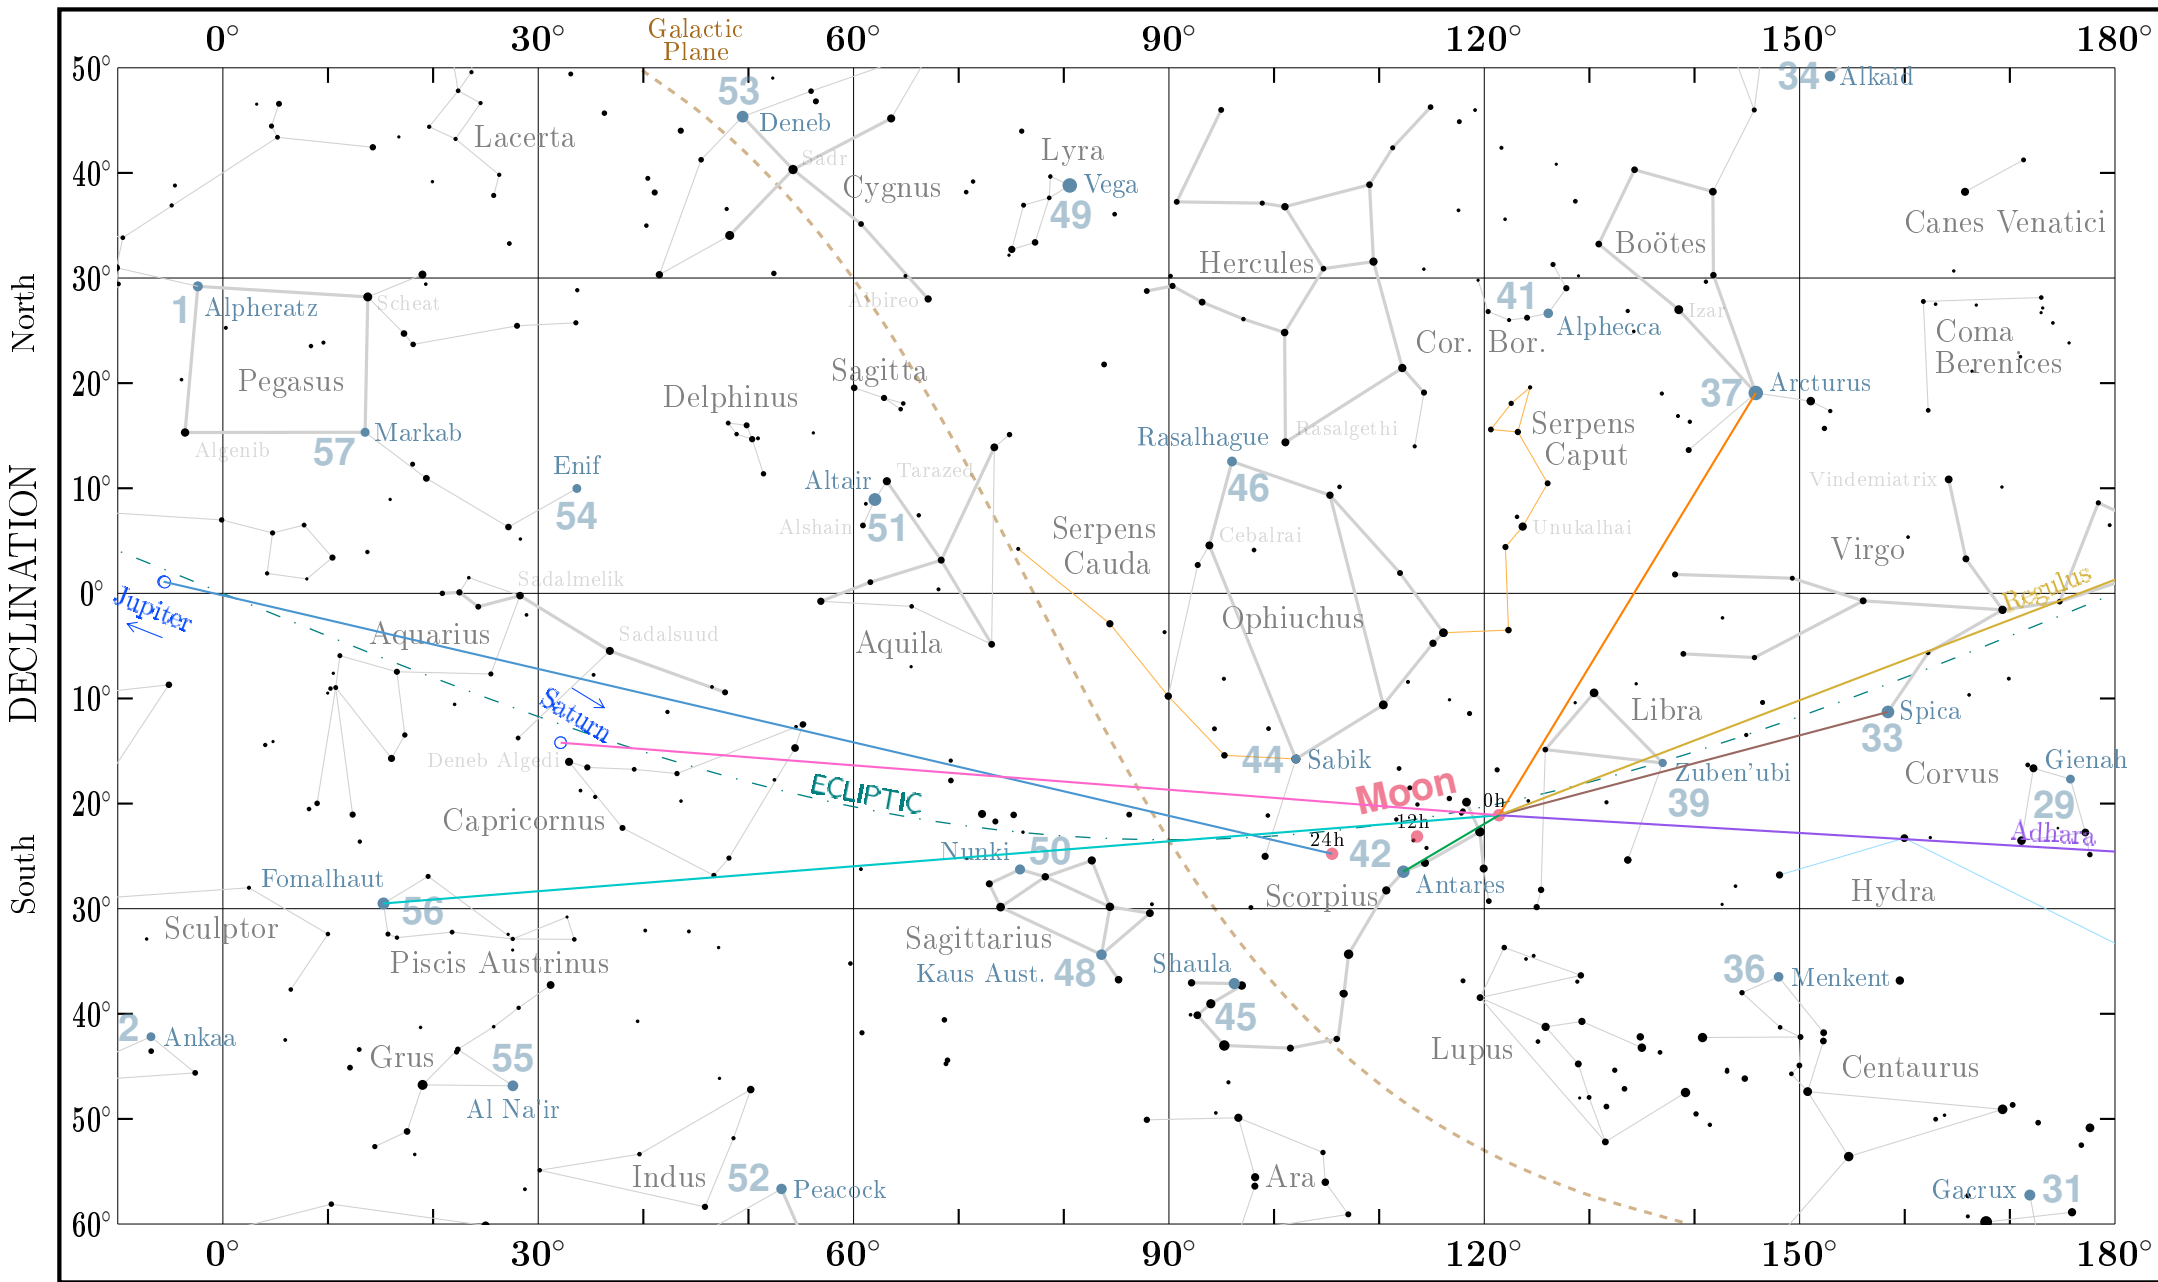 Galactic
Plane
0° 30° 60° 90° 120° 150° 180°
50°
40°
30°
20°
10°
0°
10°
20°
30°
40°
50°
60°
North
DECLINATION
South
53
Deneb
34
Alkaid
Lacerta
Sadr
Lyra
Cygnus
Vega
49
Canes Venatici
Boötes
Hercules
1
Alpheratz
Scheat
Albireo
41
Alphecca
Izar
Coma
Berenices
Cor. Bor.
Pegasus
Sagitta
Delphinus
37
Arcturus
Algenib
57
Markab
Rasalhague
Rasalgethi
Serpens
Caput
Enif
54
Altair
Tarazed
46
Vindemiatrix
Alshain
51
Serpens
Cauda
Cebalrai
Unukalhai
Virgo
Jupiter
Sadalmelik
Regulus
Aquarius
Sadalsuud
Aquila
Ophiuchus
Saturn
Libra
Spica
33
Deneb Algedi
44
Sabik
Zuben'ubi
39
Corvus
Gienah
29
ECLIPTIC
Moon
0h
12h
24h
Capricornus
Adhara
Nunki
50
42
Antares
Fomalhaut
56
Scorpius
Hydra
Sculptor
Sagittarius
Piscis Austrinus
Kaus Aust.
48
Shaula
45
36
Menkent
2
Ankaa
Grus
55
Al Na'ir
Lupus
Centaurus
Indus
52
Peacock
Ara
Gacrux
31
0° 30° 60° 90° 120° 150° 180°